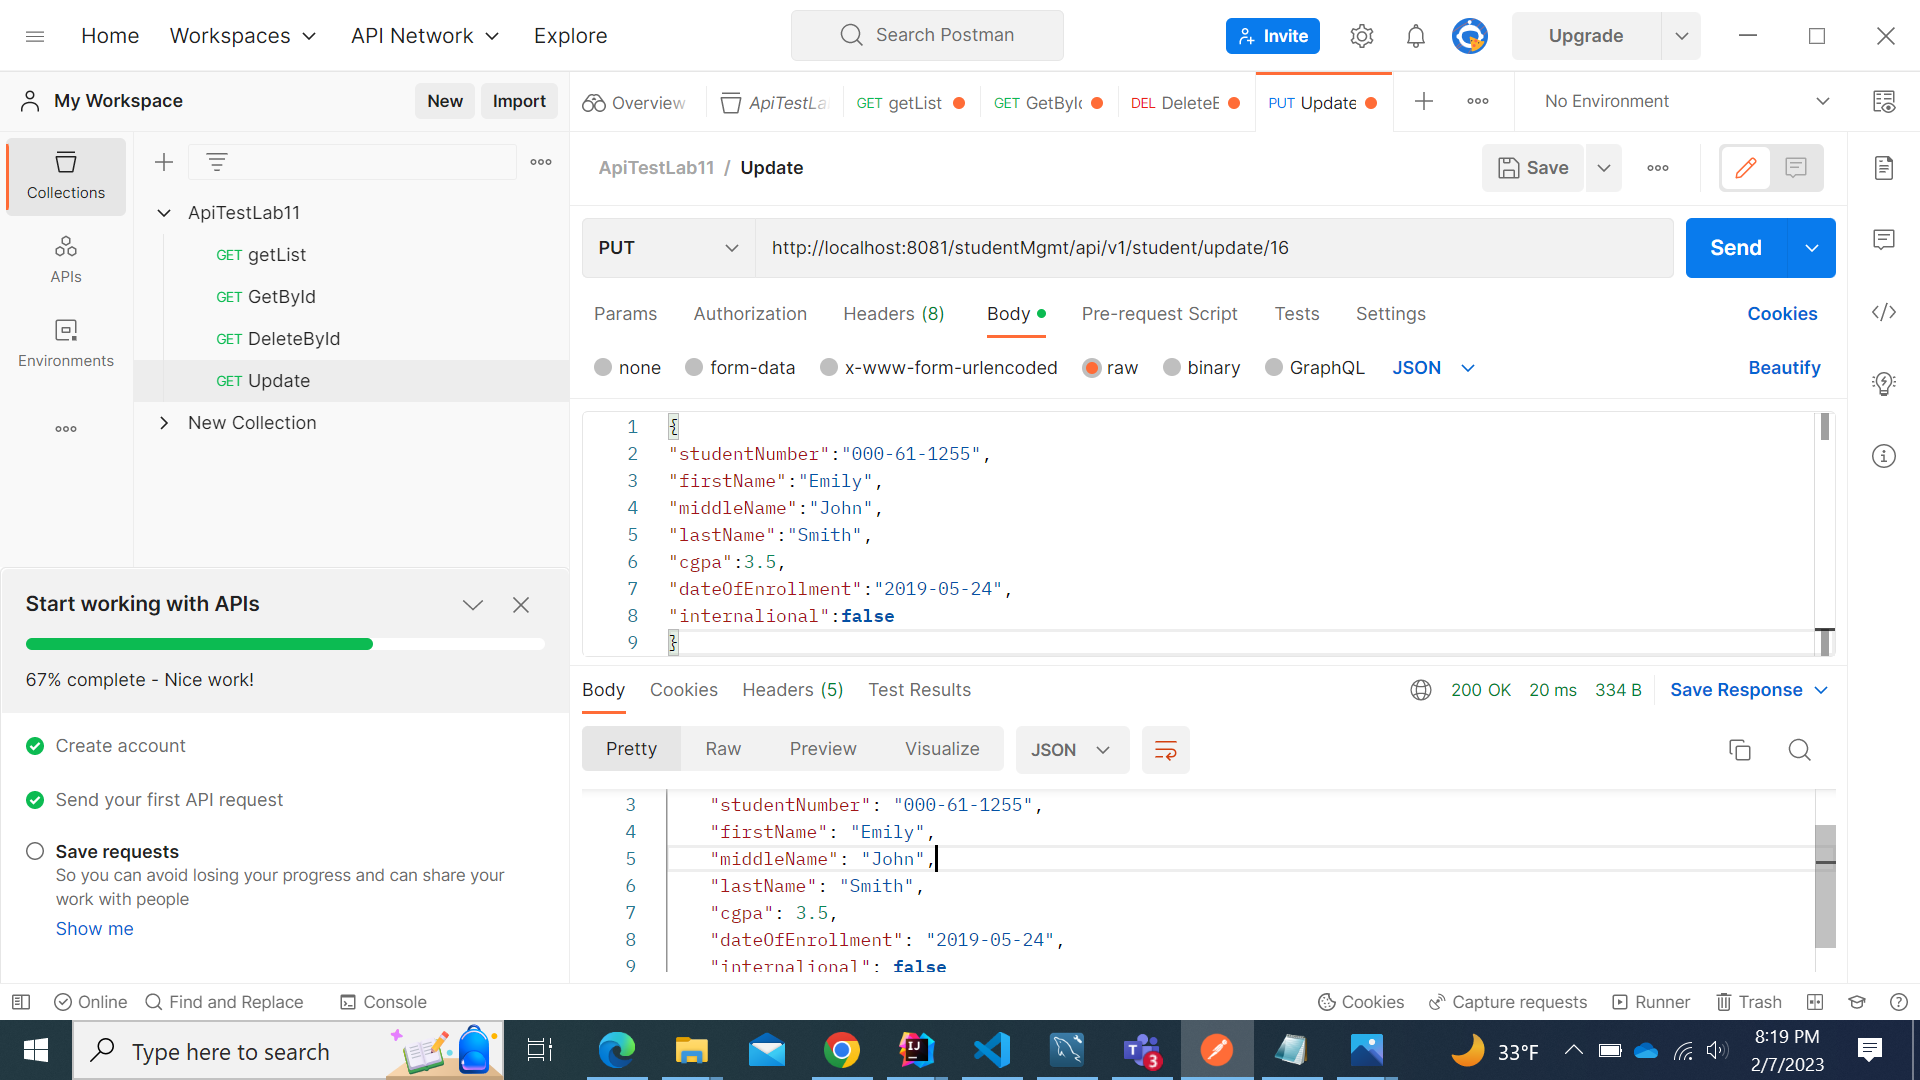 Home Workspaces API Network Explore Search Postman Invite Upgrade
My Workspace New Import Overview ApiTestLa GET getList GET GetById DEL DeleteB PUT Update No Environment
Collections
APIs
Environments
ApiTestLab11
GET getList
GET GetById
GET DeleteById
GET Update
New Collection
Start working with APIs
67% complete - Nice work!
Create account
Send your first API request
Save requests
So you can avoid losing your progress and can share your
work with people
Show me
ApiTestLab11 / Update Save
PUT http://localhost:8081/studentMgmt/api/v1/student/update/16 Send
Params Authorization Headers (8) Body Pre-request Script Tests Settings Cookies
none form-data x-www-form-urlencoded raw binary GraphQL JSON Beautify
1 {
2 "studentNumber":"000-61-1255",
3 "firstName":"Emily",
4 "middleName":"John",
5 "lastName":"Smith",
6 "cgpa":3.5,
7 "dateOfEnrollment":"2019-05-24",
8 "internalional":false
9 }
Body Cookies Headers (5) Test Results 200 OK 20 ms 334 B Save Response
Pretty Raw Preview Visualize JSON
3 "studentNumber": "000-61-1255",
4 "firstName": "Emily",
5 "middleName": "John",
6 "lastName": "Smith",
7 "cgpa": 3.5,
8 "dateOfEnrollment": "2019-05-24",
9 "internalional": false
Online Find and Replace Console Cookies Capture requests Runner Trash
Type here to search IJ 3 33°F 8:19 PM
2/7/2023